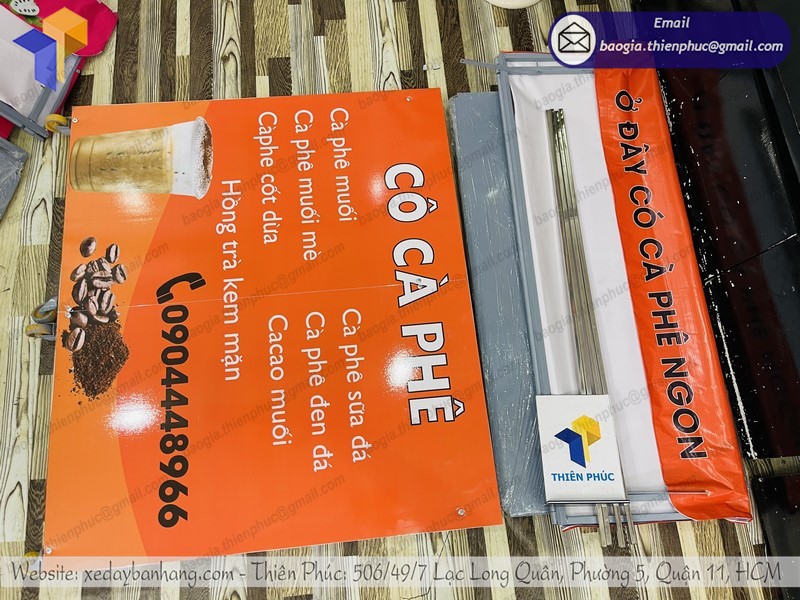 Email
baogia.thienphuc@gmail.com
CÔ CÀ PHÊ
Cà phê muối
Cà phê muối mè
Càphe cốt dừa
Cà phê sữa đá
Cà phê đen đá
Cacao muối
Hồng trà kem mặn
0904448966
Ở ĐÂY CÓ CÀ PHÊ NGON
THIÊN PHÚC
Website: xedaybanhang.com - Thiên Phúc: 506/49/7 Lạc Long Quân, Phường 5, Quận 11, HCM